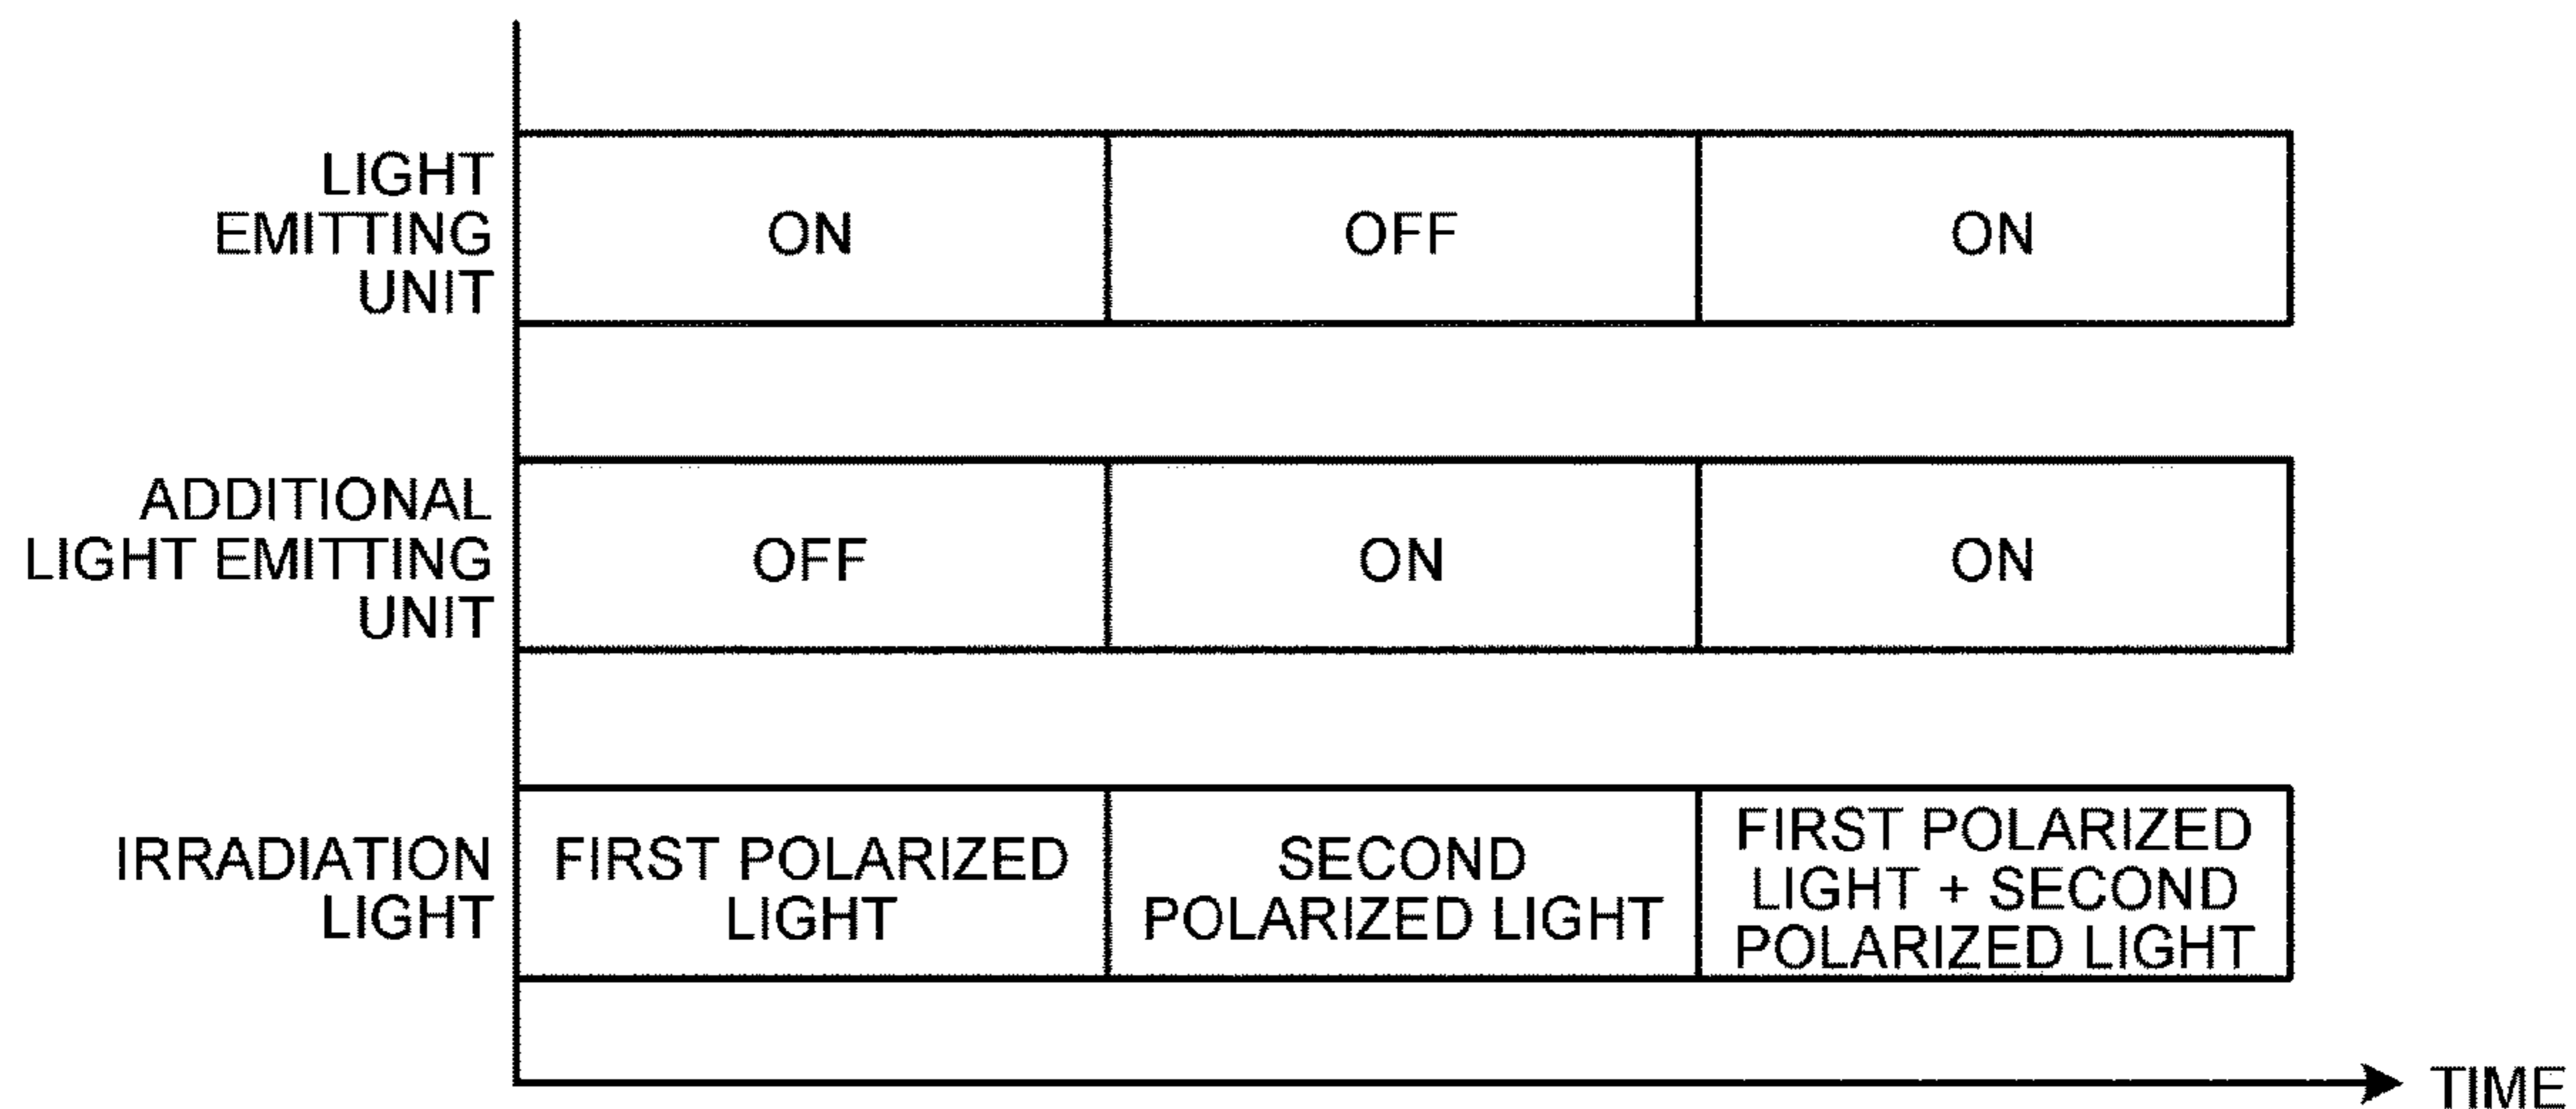 LIGHT
EMITTING
UNIT
ON
OFF
ON
ADDITIONAL
LIGHT EMITTING
UNIT
OFF
ON
ON
IRRADIATION
LIGHT
FIRST POLARIZED
LIGHT
SECOND
POLARIZED LIGHT
FIRST POLARIZED
LIGHT + SECOND
POLARIZED LIGHT
TIME